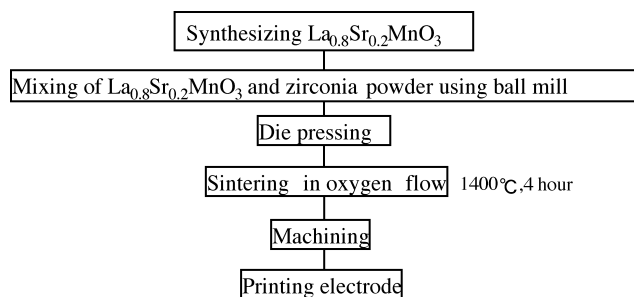 Synthesizing La0.8Sr0.2MnO3
Mixing of La0.8Sr0.2MnO3 and zirconia powder using ball mill
Die pressing
Sintering in oxygen flow 1400℃,4 hour
Machining
Printing electrode